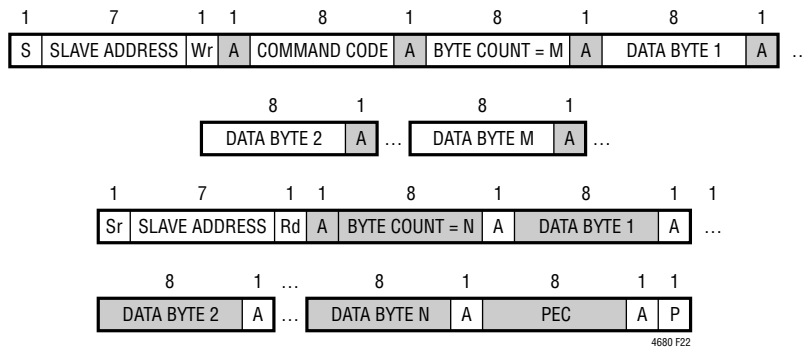 1 7 1 1 8 1 8 1 8 1
S SLAVE ADDRESS Wr A COMMAND CODE A BYTE COUNT = M A DATA BYTE 1 A ..
8 1 8 1
DATA BYTE 2 A … DATA BYTE M A …
1 7 1 1 8 1 8 1 1
Sr SLAVE ADDRESS Rd A BYTE COUNT = N A DATA BYTE 1 A …
8 1 … 8 1 8 1 1
DATA BYTE 2 A … DATA BYTE N A PEC A P
4680 F22